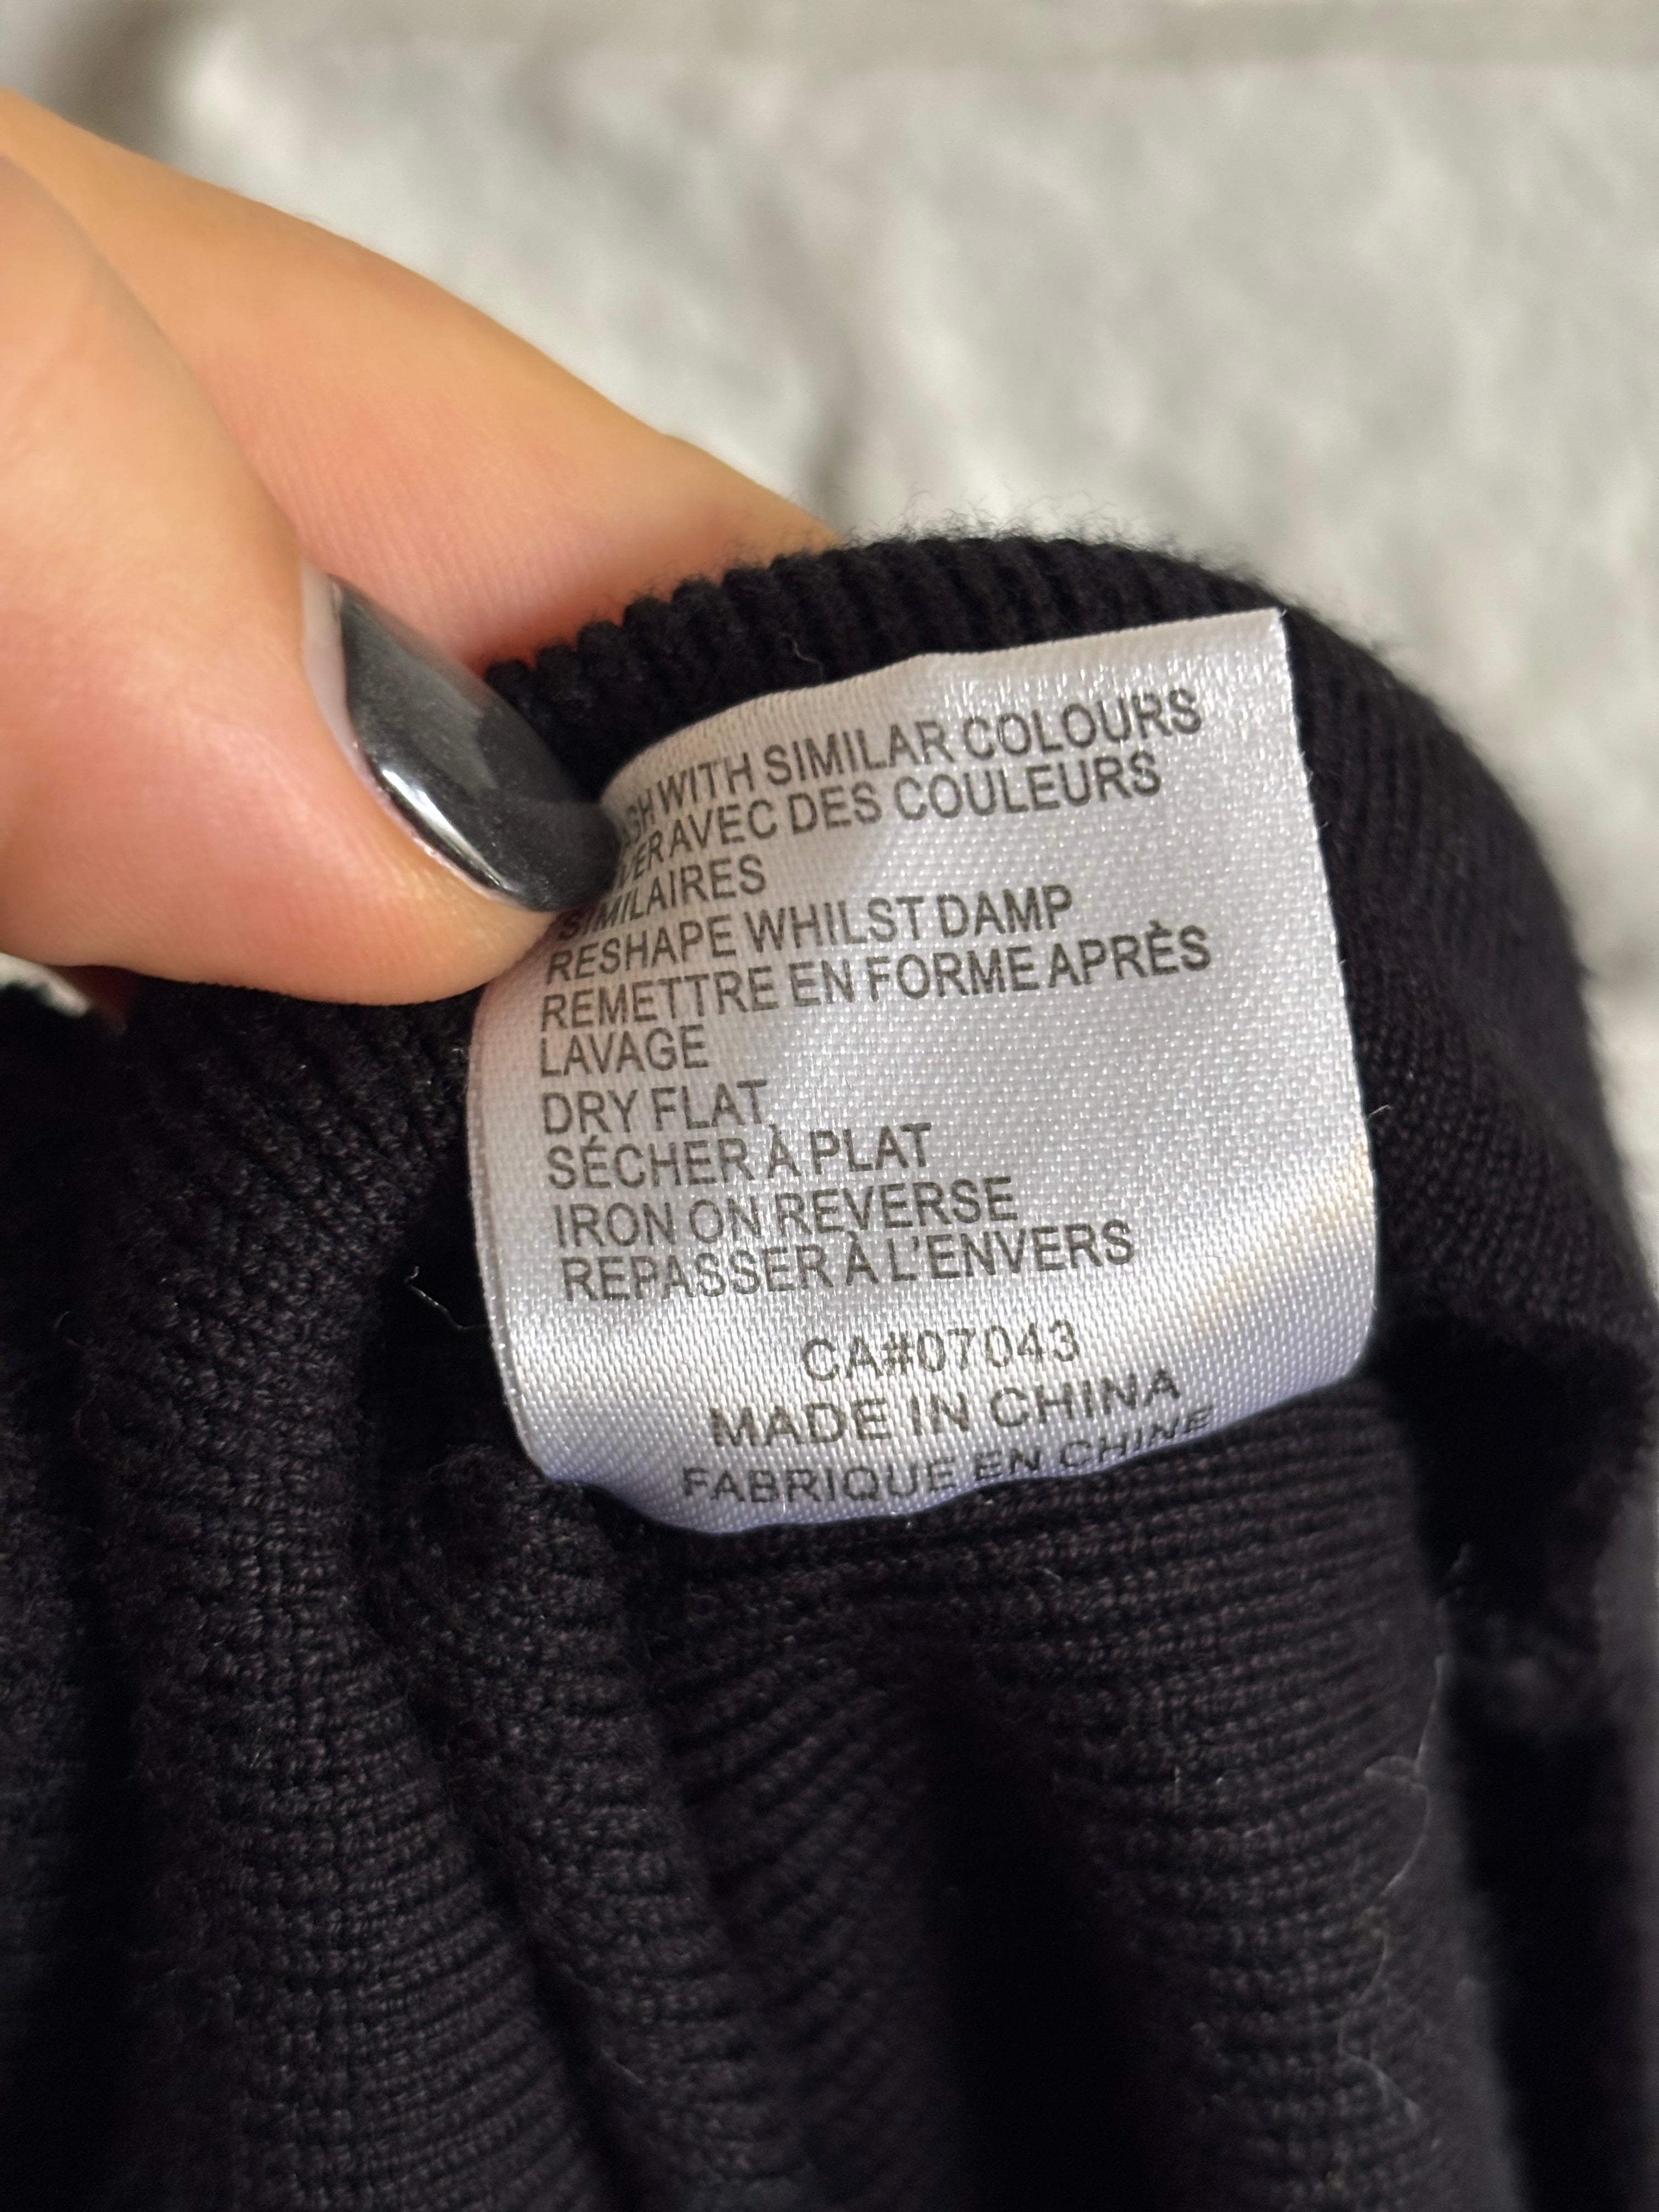 WITH SIMILAR COLOURS
AVEC DES COULEURS
SIMILAIRES
RESHAPE WHILST DAMP
REMETTRE EN FORME APRÈS
LAVAGE
DRY FLAT
SÉCHER À PLAT
IRON ON REVERSE
REPASSER À L'ENVERS
CA#07043
MADE IN CHINA
FABRIQUE EN CHINE